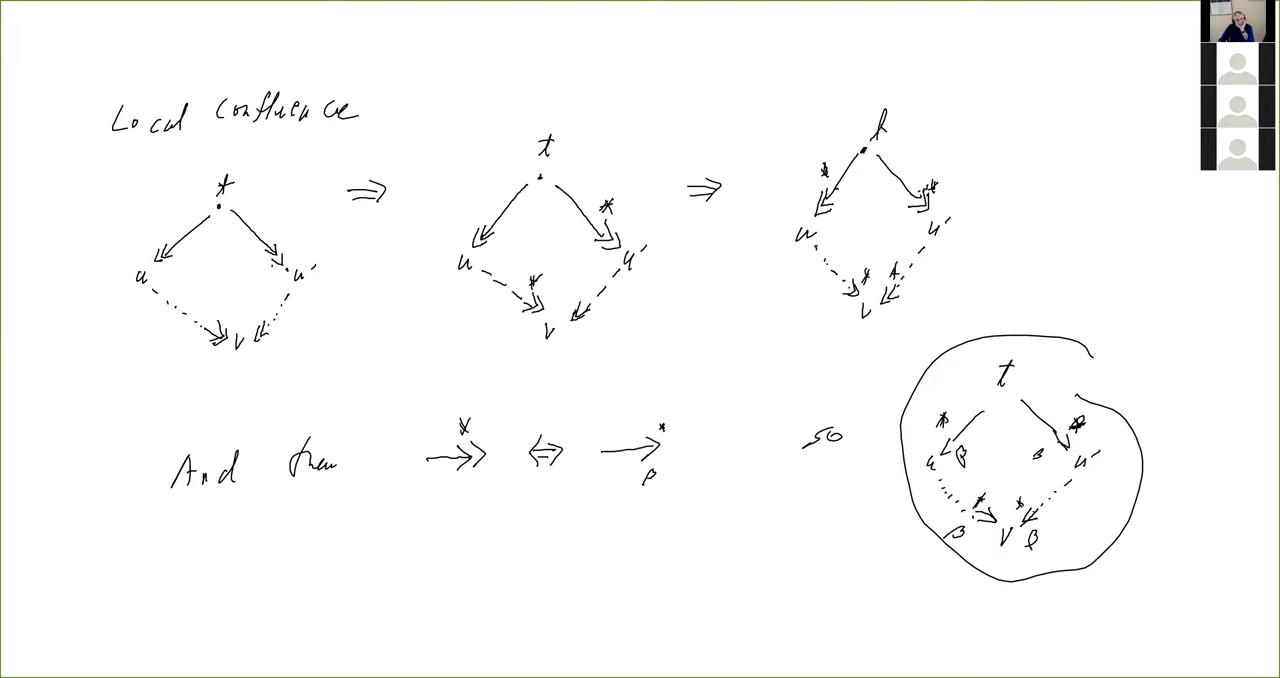 Local confluence
t ⇒ t ⇒ t
* * *
u u' u * u' u u'
v v * * v
And then ↠* ⇔ →*β so
t
* *
u β β u'
* *
β v β